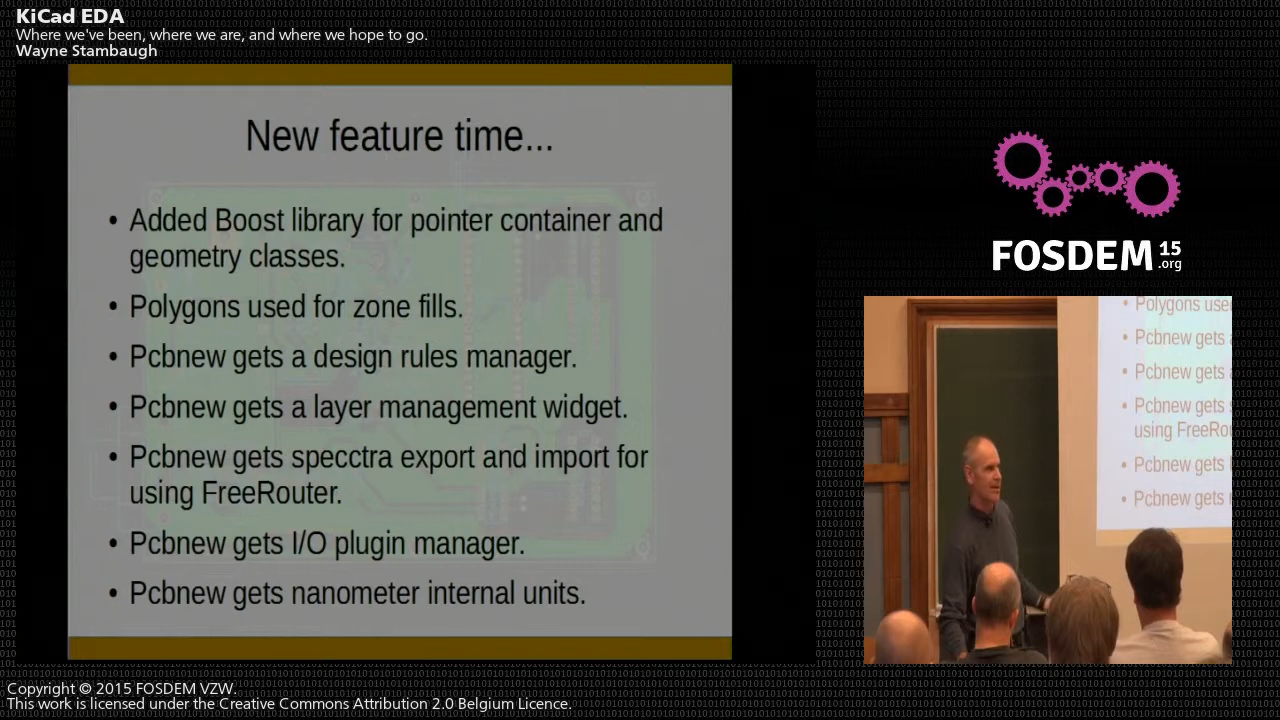 KiCad EDA
Where we've been, where we are, and where we hope to go.
Wayne Stambaugh
New feature time...
• Added Boost library for pointer container and
geometry classes.
• Polygons used for zone fills.
• Pcbnew gets a design rules manager.
• Pcbnew gets a layer management widget.
• Pcbnew gets specctra export and import for
using FreeRouter.
• Pcbnew gets I/O plugin manager.
• Pcbnew gets nanometer internal units.
FOSDEM 15
.org
• Polygons use
• Pcbnew gets
• Pcbnew gets
• Pcbnew gets
using FreeRou
• Pcbnew gets
• Pcbnew gets
Copyright © 2015 FOSDEM VZW.
This work is licensed under the Creative Commons Attribution 2.0 Belgium Licence.